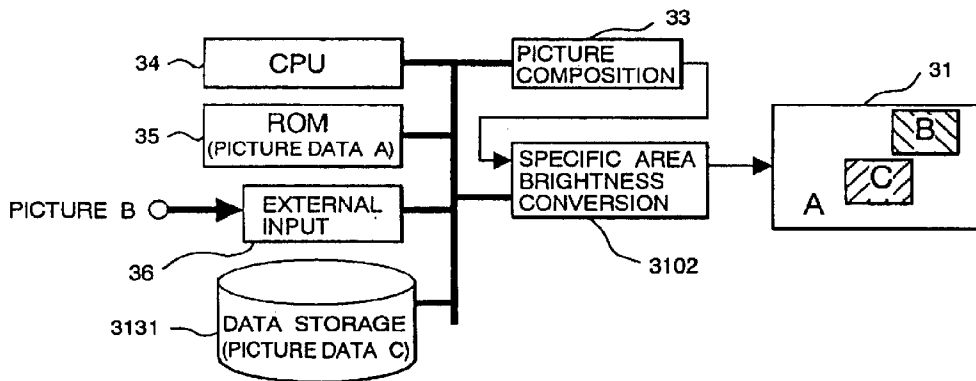 33
34
CPU
PICTURE
COMPOSITION
31
35
ROM
(PICTURE DATA A)
B
SPECIFIC AREA
BRIGHTNESS
CONVERSION
C
A
PICTURE B
EXTERNAL
INPUT
36
3102
3131
DATA STORAGE
(PICTURE DATA C)